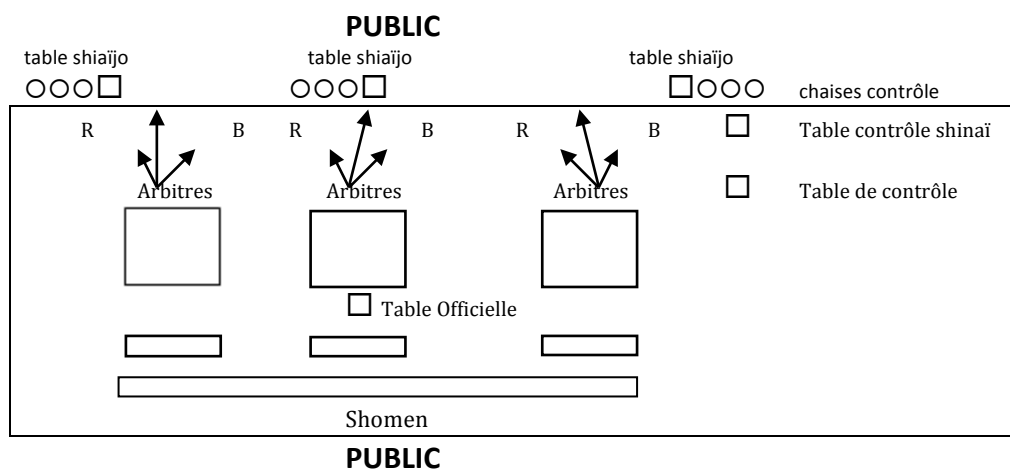 PUBLIC
table shiaïjo table shiaïjo table shiaïjo
chaises contrôle
R B R B R B Table contrôle shinaï
Arbitres Arbitres Arbitres Table de contrôle
Table Officielle
Shomen
PUBLIC